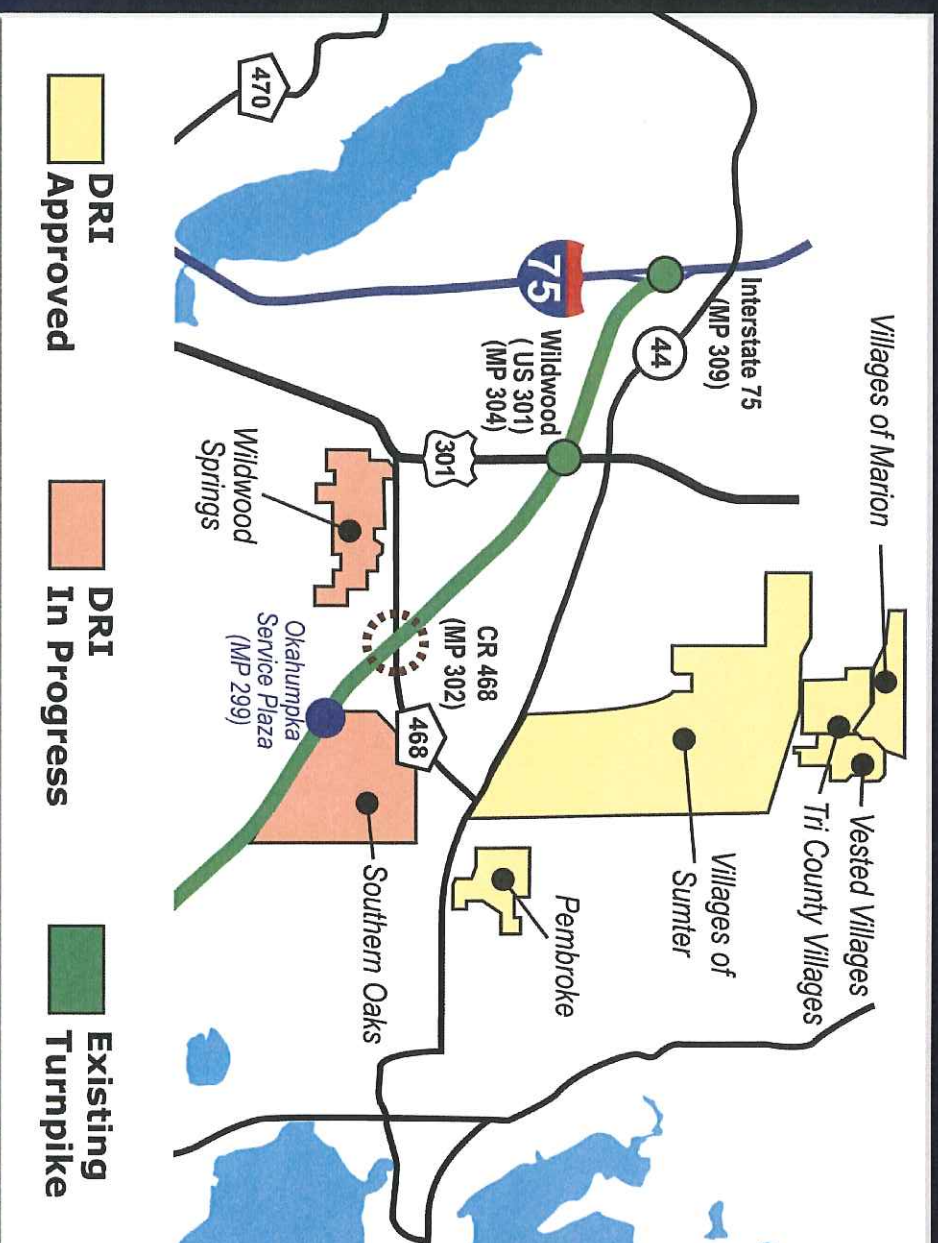 Villages of Marion
Vested Villages
Tri County Villages
Interstate 75
(MP 309)
44
Villages of
Sumter
75
Wildwood
( US 301)
(MP 304)
Pembroke
470
301
CR 468
(MP 302)
468
Southern Oaks
Wildwood
Springs
Okahumpka
Service Plaza
(MP 299)
DRI
Approved
DRI
In Progress
Existing
Turnpike